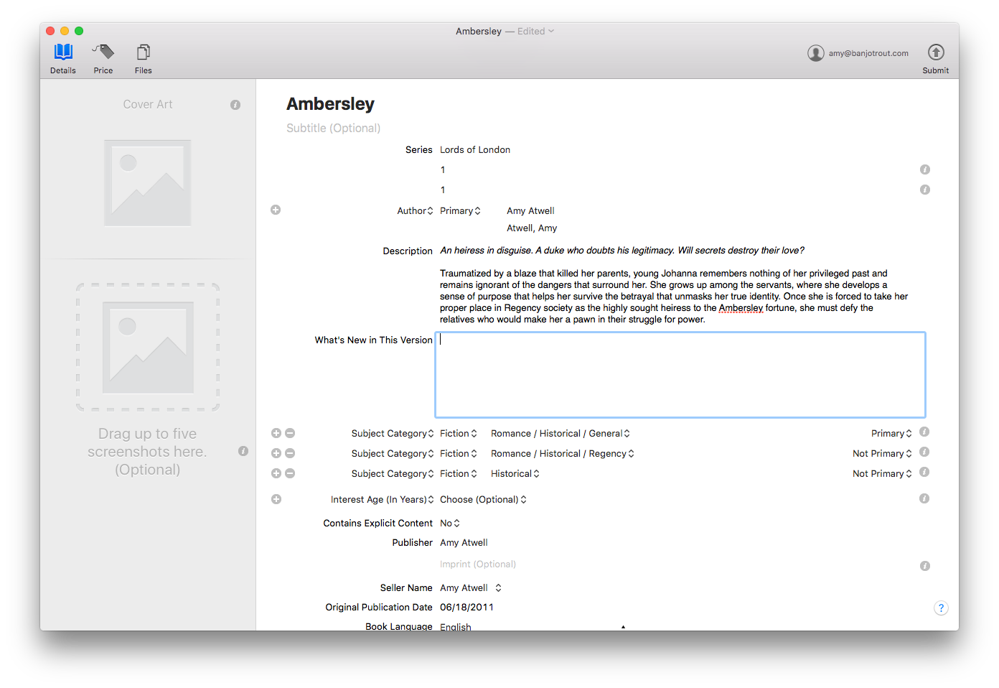 Ambersley — Edited
Details
Price
Files
amy@banjotrout.com
Submit
Cover Art
Drag up to five
screenshots here.
(Optional)
Ambersley
Subtitle (Optional)
Series Lords of London
1
1
Author Primary Amy Atwell
Atwell, Amy
Description An heiress in disguise. A duke who doubts his legitimacy. Will secrets destroy their love?
Traumatized by a blaze that killed her parents, young Johanna remembers nothing of her privileged past and
remains ignorant of the dangers that surround her. She grows up among the servants, where she develops a
sense of purpose that helps her survive the betrayal that unmasks her true identity. Once she is forced to take her
proper place in Regency society as the highly sought heiress to the Ambersley fortune, she must defy the
relatives who would make her a pawn in their struggle for power.
What's New in This Version
Subject Category Fiction Romance / Historical / General Primary
Subject Category Fiction Romance / Historical / Regency Not Primary
Subject Category Fiction Historical Not Primary
Interest Age (In Years) Choose (Optional)
Contains Explicit Content No
Publisher Amy Atwell
Imprint (Optional)
Seller Name Amy Atwell
Original Publication Date 06/18/2011
?
Book Language English